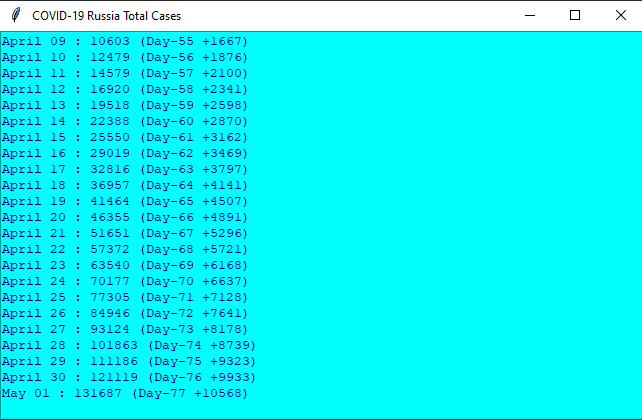 COVID-19 Russia Total Cases
April 09 : 10603 (Day-55 +1667)
April 10 : 12479 (Day-56 +1876)
April 11 : 14579 (Day-57 +2100)
April 12 : 16920 (Day-58 +2341)
April 13 : 19518 (Day-59 +2598)
April 14 : 22388 (Day-60 +2870)
April 15 : 25550 (Day-61 +3162)
April 16 : 29019 (Day-62 +3469)
April 17 : 32816 (Day-63 +3797)
April 18 : 36957 (Day-64 +4141)
April 19 : 41464 (Day-65 +4507)
April 20 : 46355 (Day-66 +4891)
April 21 : 51651 (Day-67 +5296)
April 22 : 57372 (Day-68 +5721)
April 23 : 63540 (Day-69 +6168)
April 24 : 70177 (Day-70 +6637)
April 25 : 77305 (Day-71 +7128)
April 26 : 84946 (Day-72 +7641)
April 27 : 93124 (Day-73 +8178)
April 28 : 101863 (Day-74 +8739)
April 29 : 111186 (Day-75 +9323)
April 30 : 121119 (Day-76 +9933)
May 01 : 131687 (Day-77 +10568)